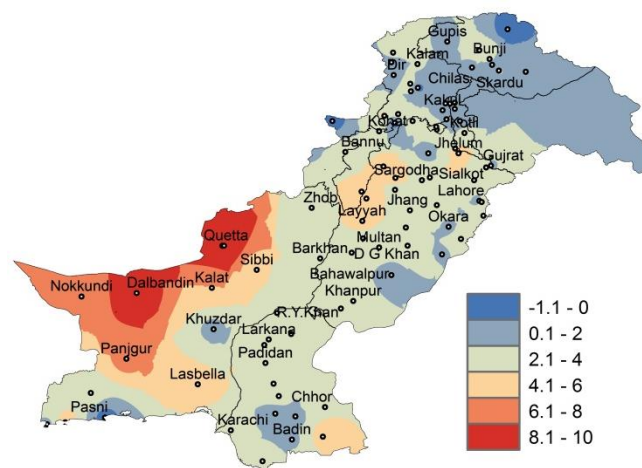 Gupis
Kalam
Bunji
Dir
Chilas
Skardu
Kakul
Kohat
Kotli
Bannu
Jhelum
Gujrat
Sargodha
Sialkot
Zhob
Layyah
Jhang
Lahore
Okara
Quetta
Multan
Barkhan
D G Khan
Sibbi
Nokkundi
Dalbandin
Kalat
Bahawalpur
Khanpur
Khuzdar
R.Y.Khan
Larkana
Panjgur
Padidan
Lasbella
Pasni
Chhor
Karachi
Badin
-1.1 - 0
0.1 - 2
2.1 - 4
4.1 - 6
6.1 - 8
8.1 - 10